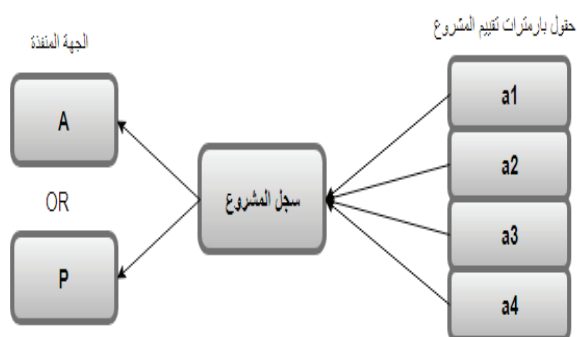 حقول بارمترات تقييم المشروع
الجهة المنفذة
a1
a2
a3
a4
سجل المشروع
A
OR
P